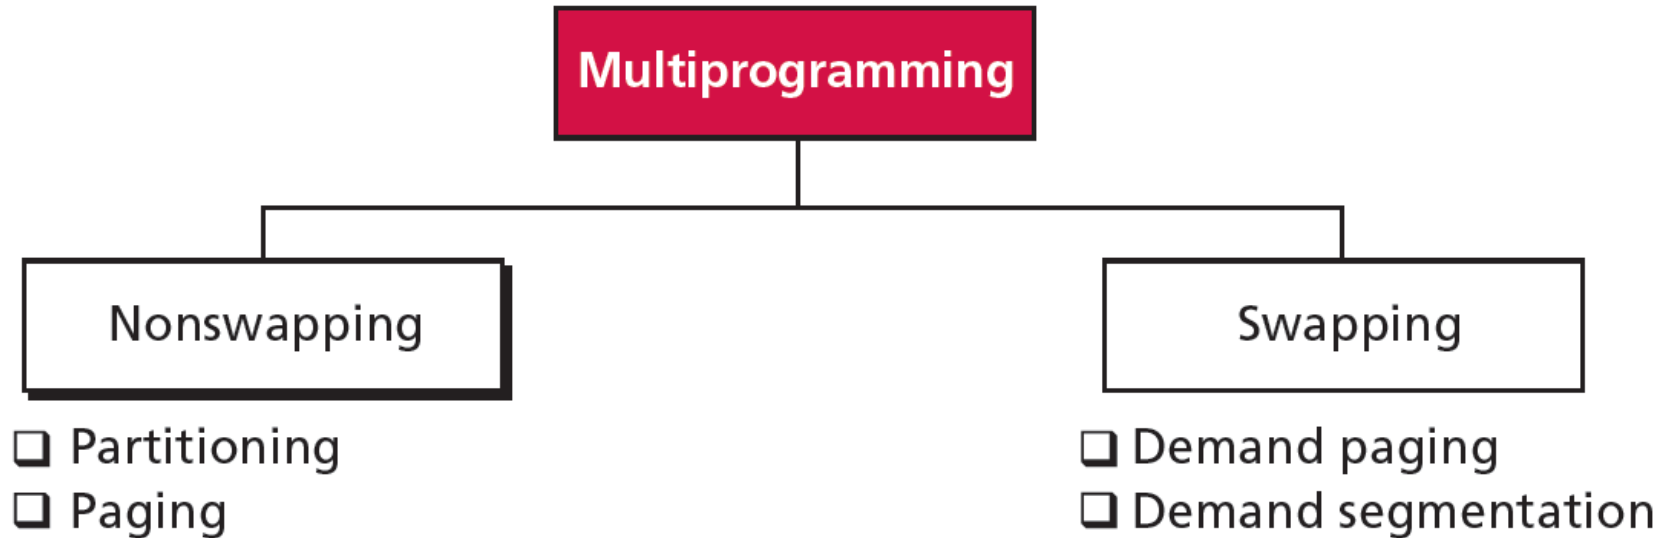 Multiprogramming
Nonswapping
Swapping
❑ Partitioning
❑ Paging
❑ Demand paging
❑ Demand segmentation